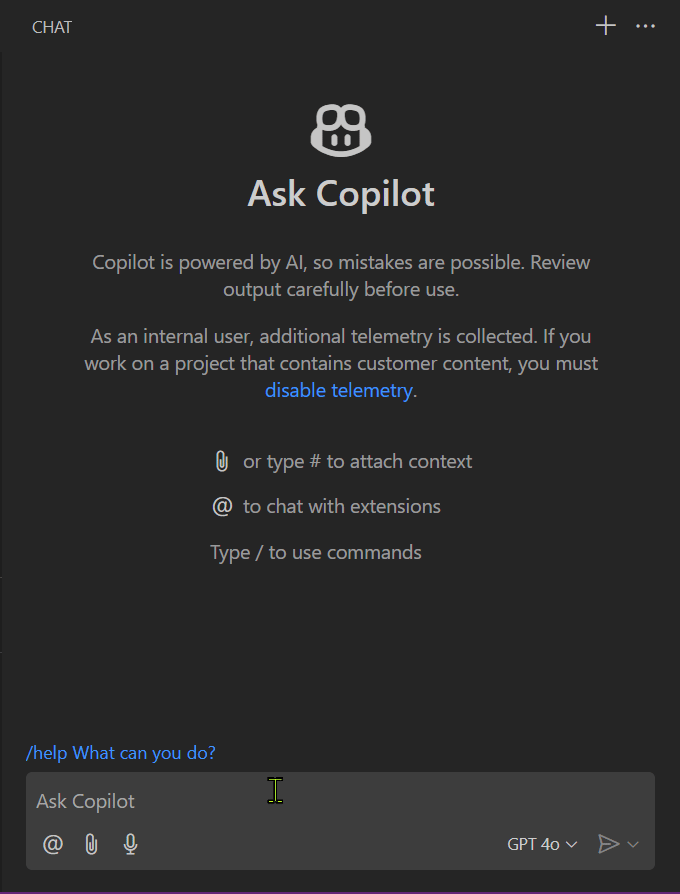 CHAT
Ask Copilot
Copilot is powered by AI, so mistakes are possible. Review
output carefully before use.
As an internal user, additional telemetry is collected. If you
work on a project that contains customer content, you must
disable telemetry.
or type # to attach context
@ to chat with extensions
Type / to use commands
/help What can you do?
Ask Copilot
@ GPT 4o